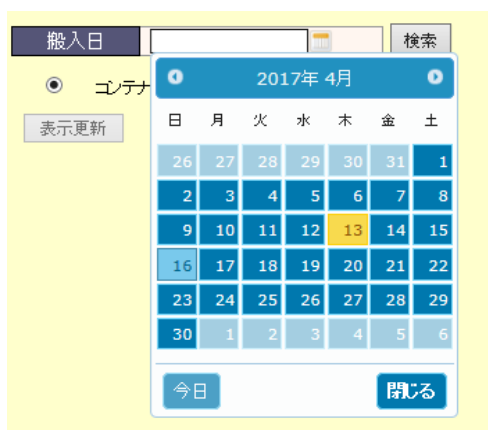 搬入日 検索
コンテナ
表示更新
2017年 4月
日 月 火 水 木 金 土
26 27 28 29 30 31 1
2 3 4 5 6 7 8
9 10 11 12 13 14 15
16 17 18 19 20 21 22
23 24 25 26 27 28 29
30 1 2 3 4 5 6
今日 閉じる